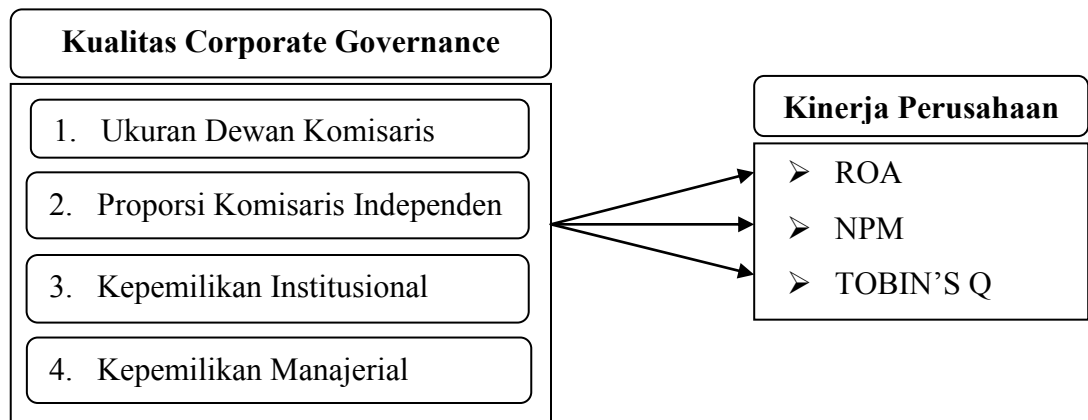 Kualitas Corporate Governance
1. Ukuran Dewan Komisaris
2. Proporsi Komisaris Independen
3. Kepemilikan Institusional
4. Kepemilikan Manajerial
Kinerja Perusahaan
➢ ROA
➢ NPM
➢ TOBIN’S Q